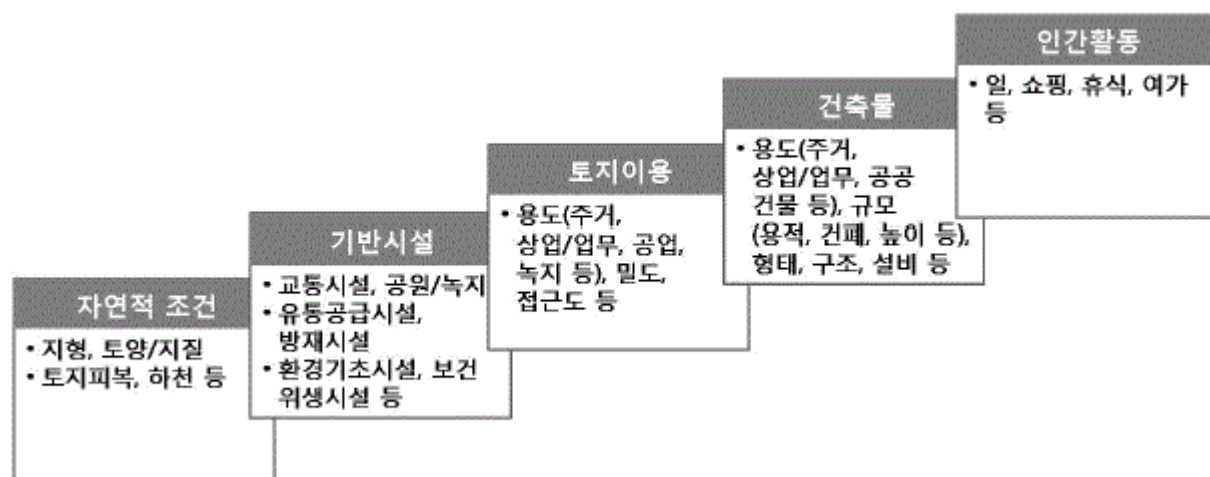 자연적 조건
• 지형, 토양/지질
• 토지피복, 하천 등
기반시설
• 교통시설, 공원/녹지
• 유통공급시설,
방재시설
• 환경기초시설, 보건
위생시설 등
토지이용
• 용도(주거,
상업/업무, 공업,
녹지 등), 밀도,
접근도 등
건축물
• 용도(주거,
상업/업무, 공공
건물 등), 규모
(용적, 건폐, 높이 등),
형태, 구조, 설비 등
인간활동
• 일, 쇼핑, 휴식, 여가
등